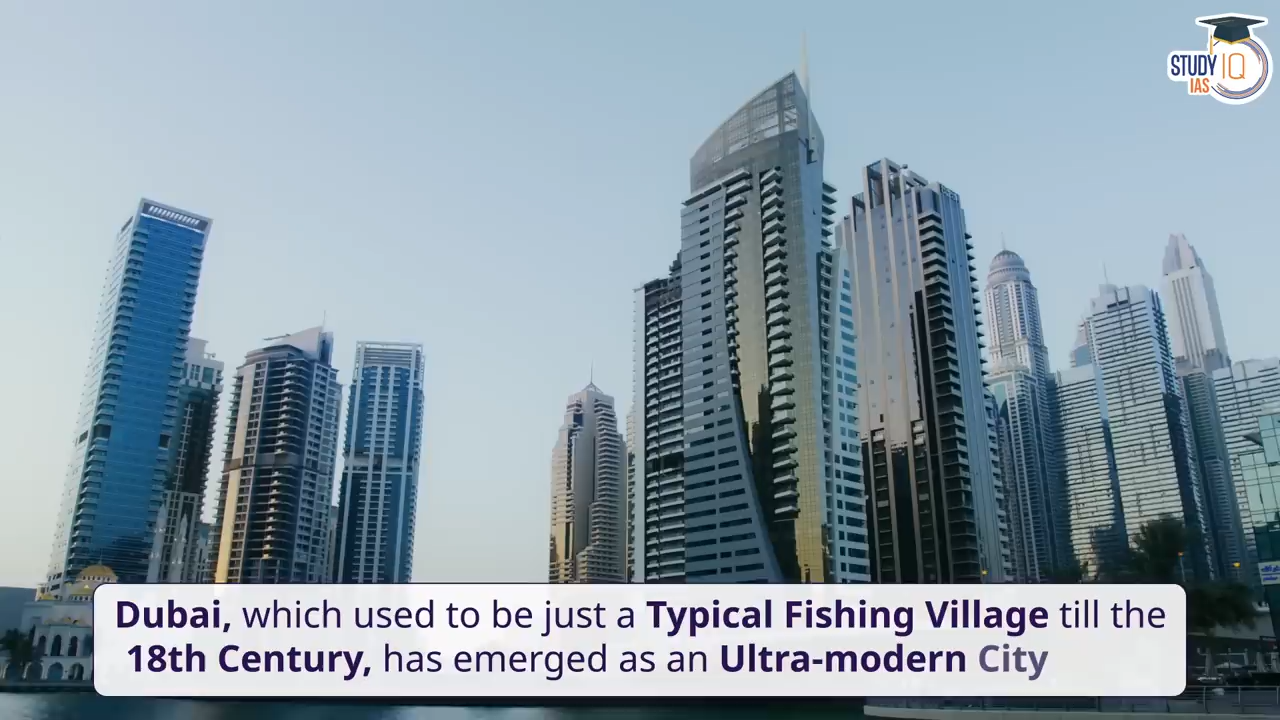 STUDY IQ
IAS
Dubai, which used to be just a Typical Fishing Village till the
18th Century, has emerged as an Ultra-modern City